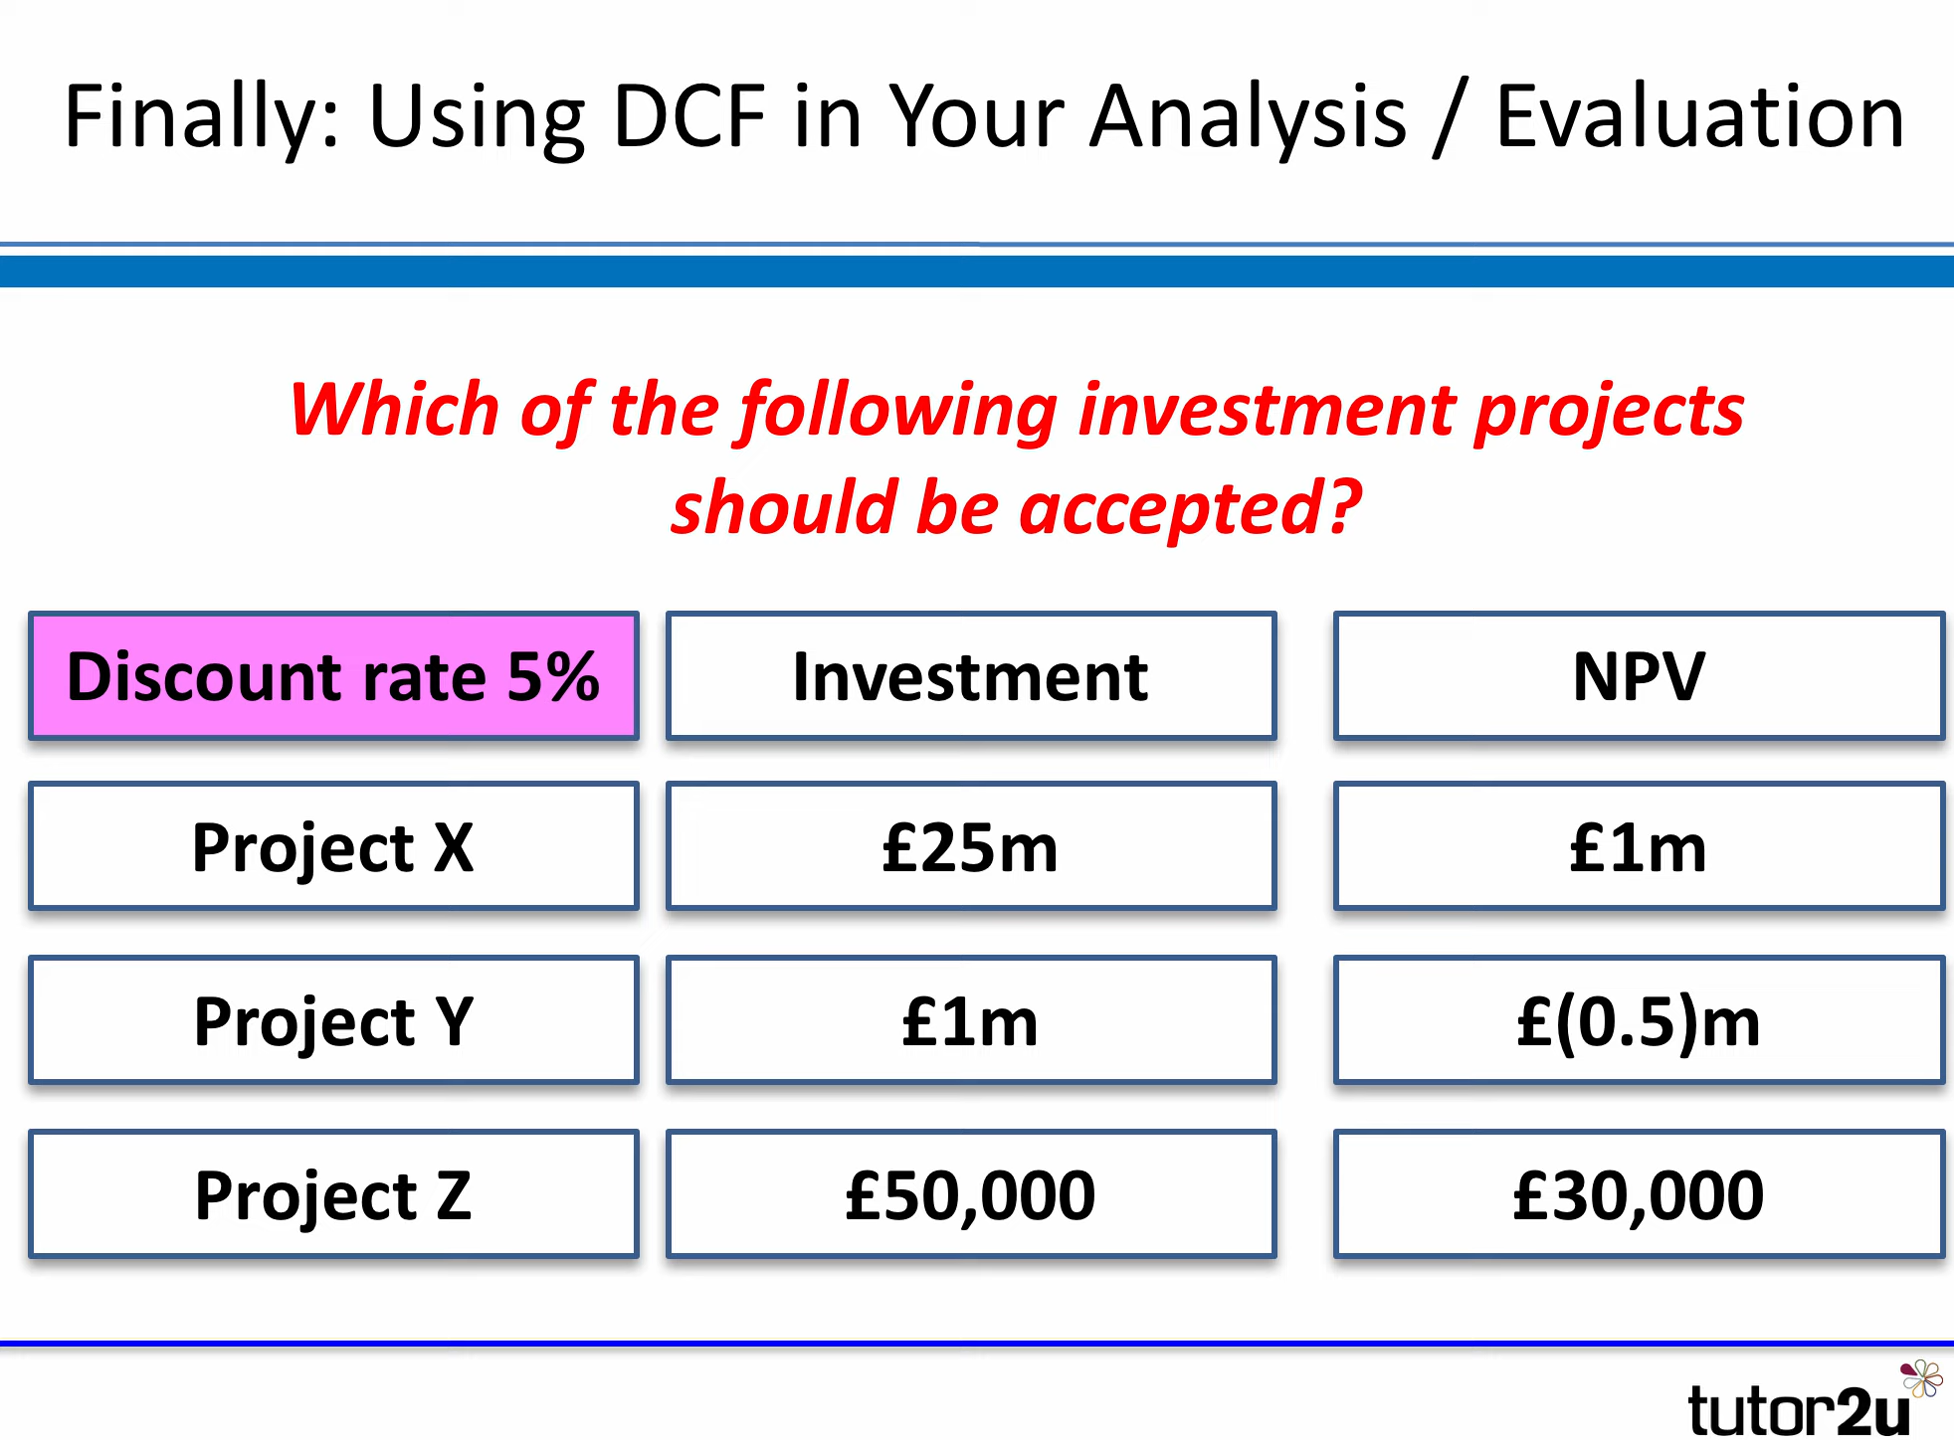 Finally: Using DCF in Your Analysis / Evaluation
Which of the following investment projects
should be accepted?
Discount rate 5%
Investment
NPV
Project X
£25m
£1m
Project Y
£1m
£(0.5)m
Project Z
£50,000
£30,000
tutor2u